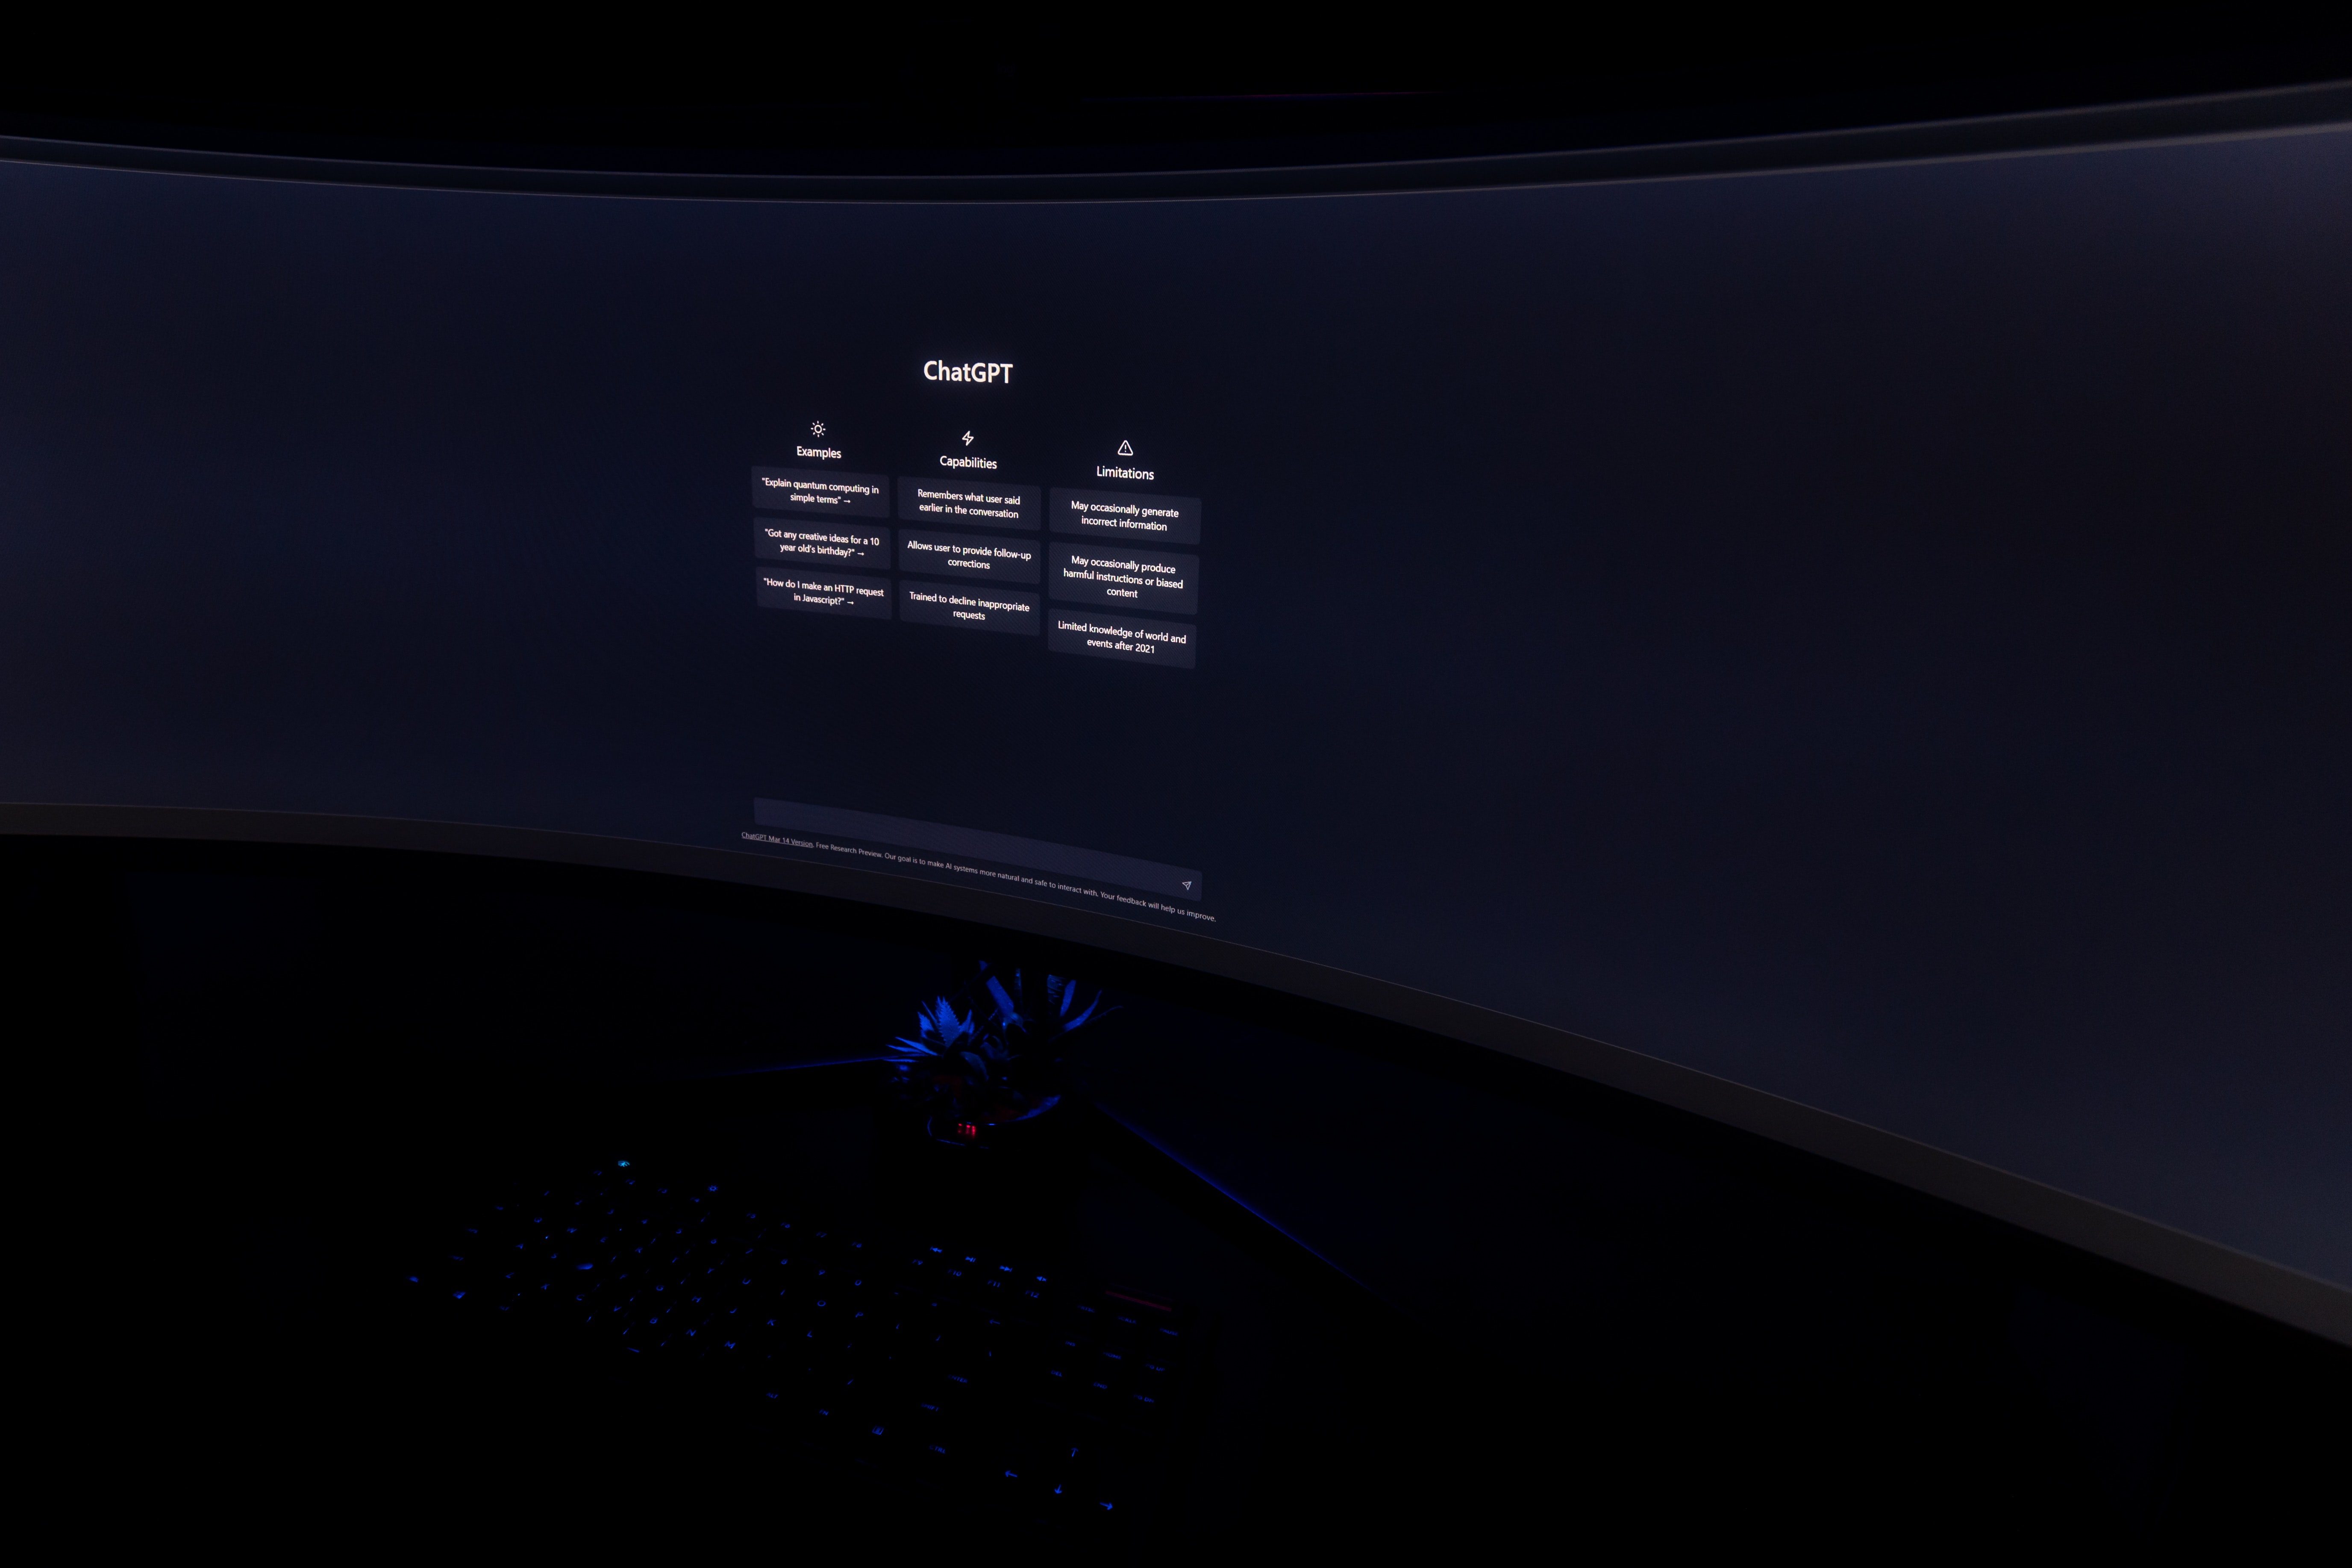 ChatGPT
Examples
"Explain quantum computing in
simple terms" →
"Got any creative ideas for a 10
year old's birthday?" →
"How do I make an HTTP request
in Javascript?" →
Capabilities
Remembers what user said
earlier in the conversation
Allows user to provide follow-up
corrections
Trained to decline inappropriate
requests
Limitations
May occasionally generate
incorrect information
May occasionally produce
harmful instructions or biased
content
Limited knowledge of world and
events after 2021
ChatGPT Mar 14 Version. Free Research Preview. Our goal is to make AI systems more natural and safe to interact with. Your feedback will help us improve.